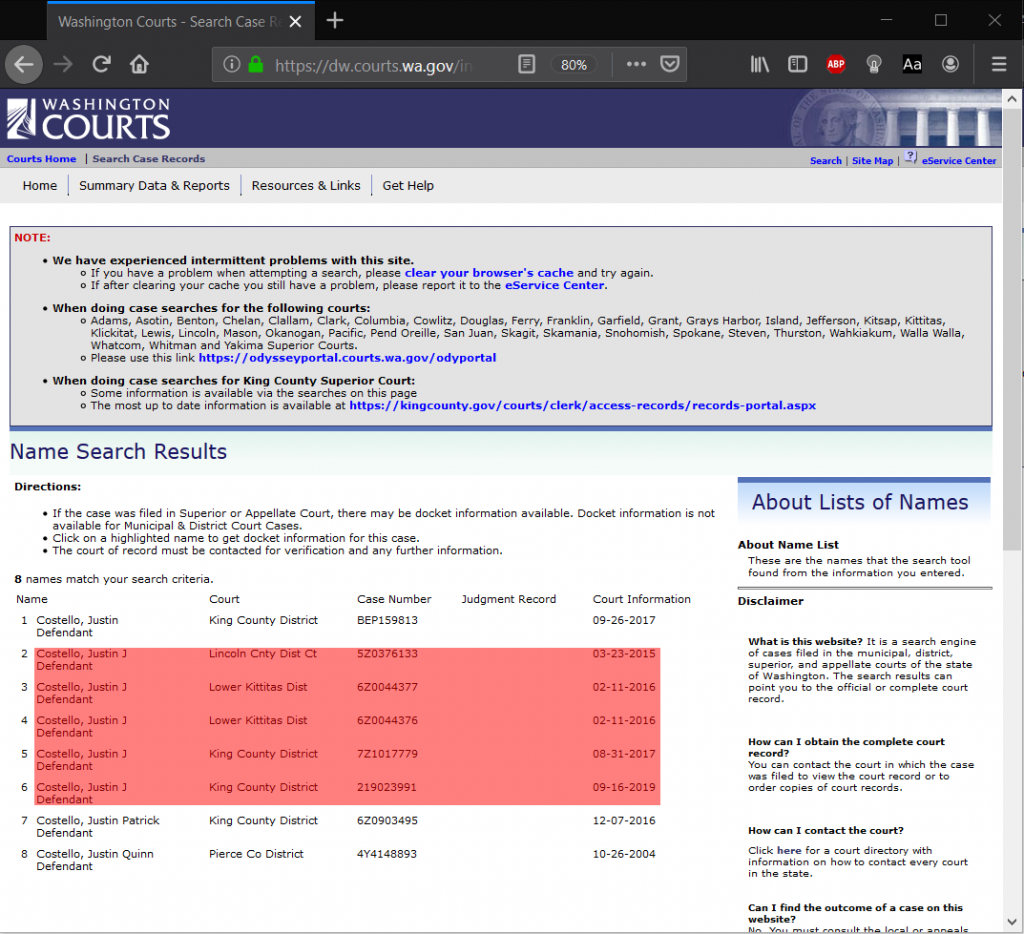 Washington Courts - Search Case R
https://dw.courts.wa.gov/in
80%
ABP
Aa
WASHINGTON
COURTS
Courts Home | Search Case Records
Search | Site Map | eService Center
Home
Summary Data & Reports
Resources & Links
Get Help
NOTE:
• We have experienced intermittent problems with this site.
o If you have a problem when attempting a search, please clear your browser's cache and try again.
o If after clearing your cache you still have a problem, please report it to the eService Center.
• When doing case searches for the following courts:
o Adams, Asotin, Benton, Chelan, Clallam, Clark, Columbia, Cowlitz, Douglas, Ferry, Franklin, Garfield, Grant, Grays Harbor, Island, Jefferson, Kitsap, Kittitas,
Klickitat, Lewis, Lincoln, Mason, Okanogan, Pacific, Pend Oreille, San Juan, Skagit, Skamania, Snohomish, Spokane, Steven, Thurston, Wahkiakum, Walla Walla,
Whatcom, Whitman and Yakima Superior Courts.
o Please use this link https://odysseyportal.courts.wa.gov/odyportal
• When doing case searches for King County Superior Court:
o Some information is available via the searches on this page
o The most up to date information is available at https://kingcounty.gov/courts/clerk/access-records/records-portal.aspx
Name Search Results
Directions:
• If the case was filed in Superior or Appellate Court, there may be docket information available. Docket information is not
available for Municipal & District Court Cases.
• Click on a highlighted name to get docket information for this case.
• The court of record must be contacted for verification and any further information.
8 names match your search criteria.
Name Court Case Number Judgment Record Court Information
1 Costello, Justin King County District BEP159813 09-26-2017
Defendant
2 Costello, Justin J Lincoln Cnty Dist Ct 5Z0376133 03-23-2015
Defendant
3 Costello, Justin J Lower Kittitas Dist 6Z0044377 02-11-2016
Defendant
4 Costello, Justin J Lower Kittitas Dist 6Z0044376 02-11-2016
Defendant
5 Costello, Justin J King County District 7Z1017779 08-31-2017
Defendant
6 Costello, Justin J King County District 219023991 09-16-2019
Defendant
7 Costello, Justin Patrick King County District 6Z0903495 12-07-2016
Defendant
8 Costello, Justin Quinn Pierce Co District 4Y4148893 10-26-2004
Defendant
About Lists of Names
About Name List
These are the names that the search tool
found from the information you entered.
Disclaimer
What is this website? It is a search engine
of cases filed in the municipal, district,
superior, and appellate courts of the state
of Washington. The search results can
point you to the official or complete court
record.
How can I obtain the complete court
record?
You can contact the court in which the case
was filed to view the court record or to
order copies of court records.
How can I contact the court?
Click here for a court directory with
information on how to contact every court
in the state.
Can I find the outcome of a case on this
website?
No. You must consult the local or appeals